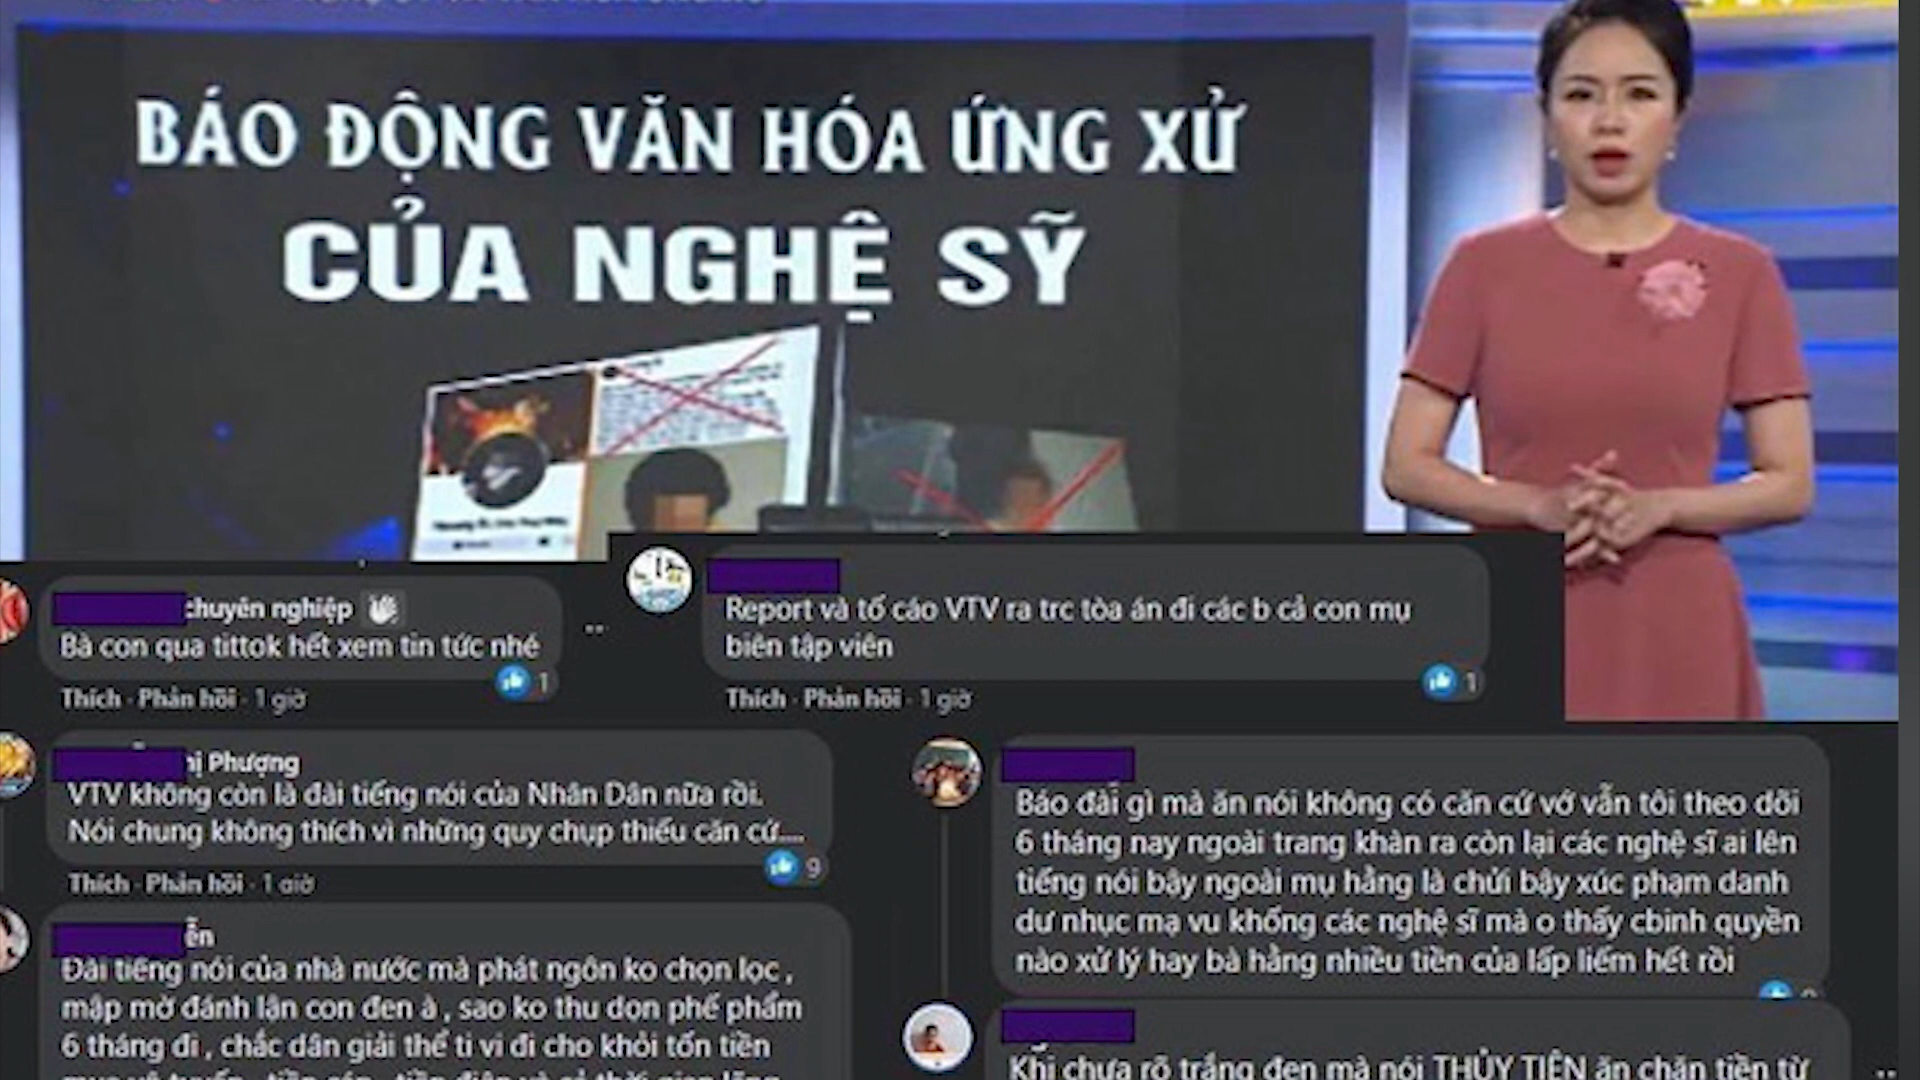 BÁO ĐỘNG VĂN HÓA ỨNG XỬ
CỦA NGHỆ SỸ
chuyên nghiệp
Bà con qua tittok hết xem tin tức nhé
1
Thích · Phản hồi · 1 giờ
Report và tố cáo VTV ra trc tòa án đi các b cả con mụ
biên tập viên
1
Thích · Phản hồi · 1 giờ
Phượng
VTV không còn là đài tiếng nói của Nhân Dân nữa rồi.
Nói chung không thích vì những quy chụp thiếu căn cứ....
9
Thích · Phản hồi · 1 giờ
ễn
Đài tiếng nói của nhà nước mà phát ngôn ko chọn lọc ,
mập mờ đánh lận con đen à , sao ko thu dọn phế phẩm
6 tháng đi , chắc dân giải thể ti vi đi cho khỏi tốn tiền
Báo đài gì mà ăn nói không có căn cứ vớ vẫn tôi theo dõi
6 tháng nay ngoài trang khàn ra còn lại các nghệ sĩ ai lên
tiếng nói bậy ngoài mụ hằng là chửi bậy xúc phạm danh
dư nhục mạ vu khống các nghệ sĩ mà o thấy cbinh quyền
nào xử lý hay bà hằng nhiều tiền của lấp liếm hết rồi
Khi chưa rõ trắng đen mà nói THỦY TIÊN ăn chặn tiền từ